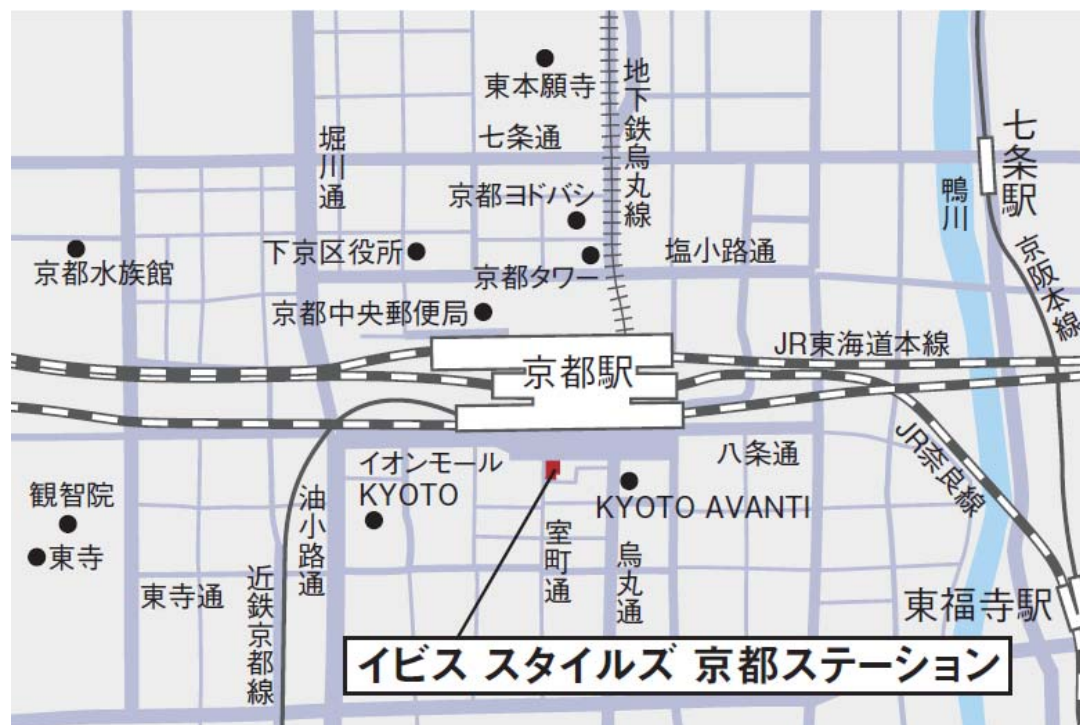 東本願寺
地下鉄烏丸線
七条通
堀川通
七条駅
鴨川
京都ヨドバシ
下京区役所
京都タワー
塩小路通
京都水族館
京阪本線
京都中央郵便局
JR東海道本線
京都駅
イオンモール
KYOTO
八条通
JR奈良線
KYOTO AVANTI
観智院
東寺
油小路通
室町通
烏丸通
東寺通
近鉄京都線
東福寺駅
イビス スタイルズ 京都ステーション